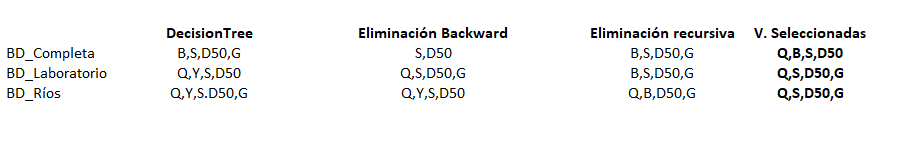 DecisionTree Eliminación Backward Eliminación recursiva V. Seleccionadas
BD_Completa B,S,D50,G S,D50 B,S,D50,G Q,B,S,D50
BD_Laboratorio Q,Y,S,D50 Q,S,D50,G B,S,D50,G Q,S,D50,G
BD_Ríos Q,Y,S.D50,G Q,Y,S,D50 Q,B,D50,G Q,S,D50,G